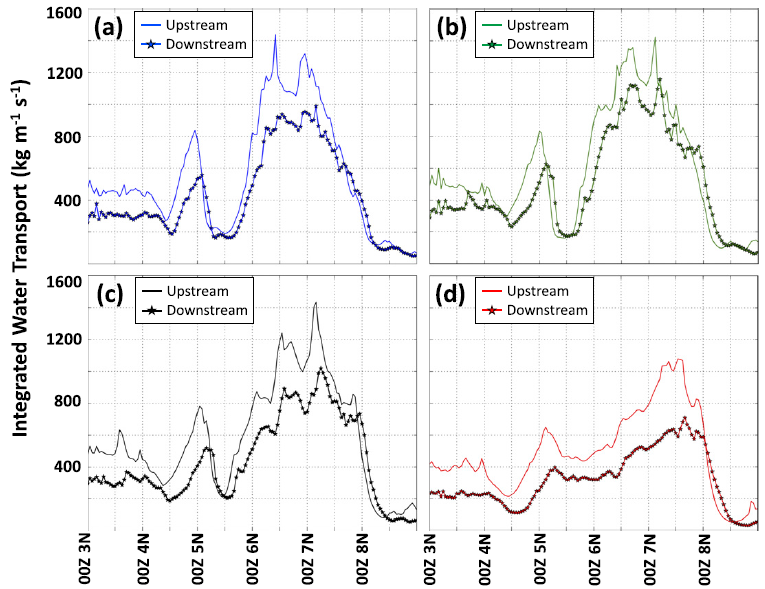 1600
(a)
Upstream
Downstream
(b)
Upstream
Downstream
1200
800
400
Integrated Water Transport (kg m⁻¹ s⁻¹)
1600
(c)
Upstream
Downstream
(d)
Upstream
Downstream
1200
800
400
00Z 3N
00Z 4N
00Z 5N
00Z 6N
00Z 7N
00Z 8N
00Z 3N
00Z 4N
00Z 5N
00Z 6N
00Z 7N
00Z 8N